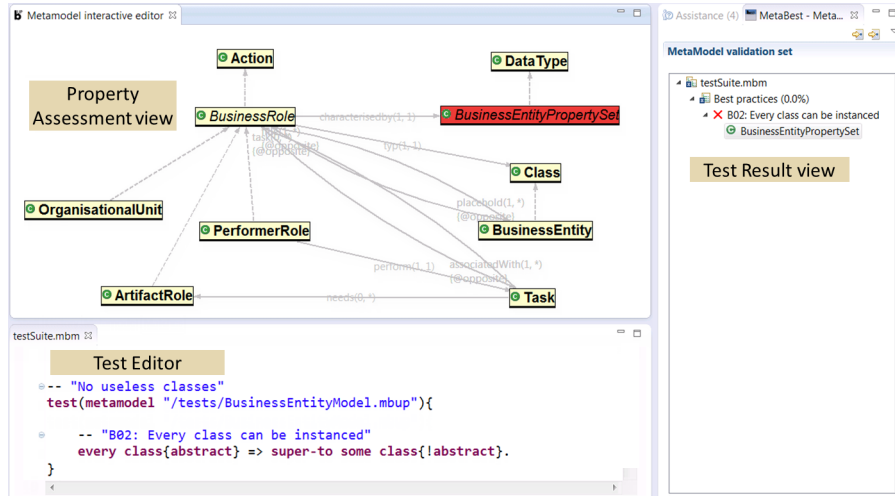 Metamodel interactive editor
Assistance (4)
MetaBest - Meta...
MetaModel validation set
Action
DataType
Property
Assessment view
BusinessRole
characterisedby(1, 1)
BusinessEntityPropertySet
{@opposite}
{@opposite}
typ(1, 1)
Class
placehold(1, *)
{@opposite}
OrganisationalUnit
PerformerRole
BusinessEntity
perform(1, 1)
associatedWith(1, *)
{@opposite}
ArtifactRole
needs(0, *)
Task
testSuite.mbm
Best practices (0.0%)
B02: Every class can be instanced
BusinessEntityPropertySet
Test Result view
testSuite.mbm
Test Editor
-- "No useless classes"
test(metamodel "/tests/BusinessEntityModel.mbup"){
-- "B02: Every class can be instanced"
every class{abstract} => super-to some class{!abstract}.
}